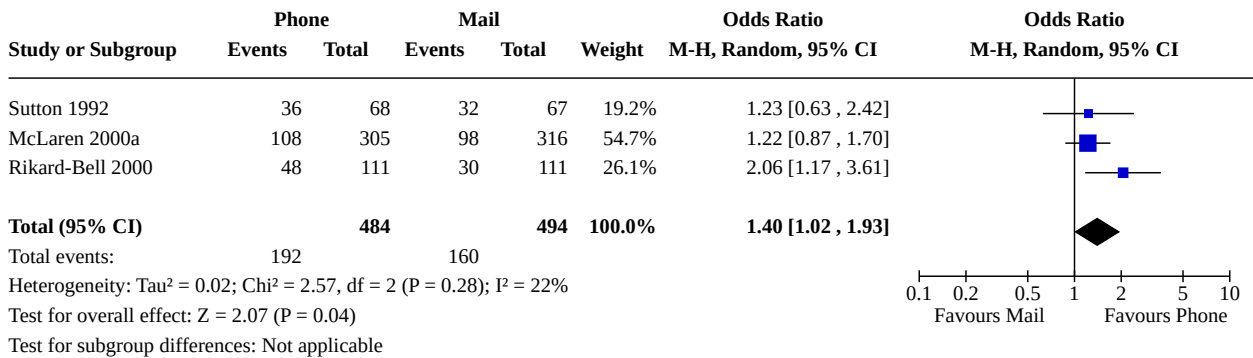 Phone Mail Odds Ratio Odds Ratio
Study or Subgroup Events Total Events Total Weight M-H, Random, 95% CI M-H, Random, 95% CI
Sutton 1992 36 68 32 67 19.2% 1.23 [0.63 , 2.42]
McLaren 2000a 108 305 98 316 54.7% 1.22 [0.87 , 1.70]
Rikard-Bell 2000 48 111 30 111 26.1% 2.06 [1.17 , 3.61]
Total (95% CI) 484 494 100.0% 1.40 [1.02 , 1.93]
Total events: 192 160
Heterogeneity: Tau² = 0.02; Chi² = 2.57, df = 2 (P = 0.28); I² = 22%
0.1 0.2 0.5 1 2 5 10
Test for overall effect: Z = 2.07 (P = 0.04) Favours Mail Favours Phone
Test for subgroup differences: Not applicable